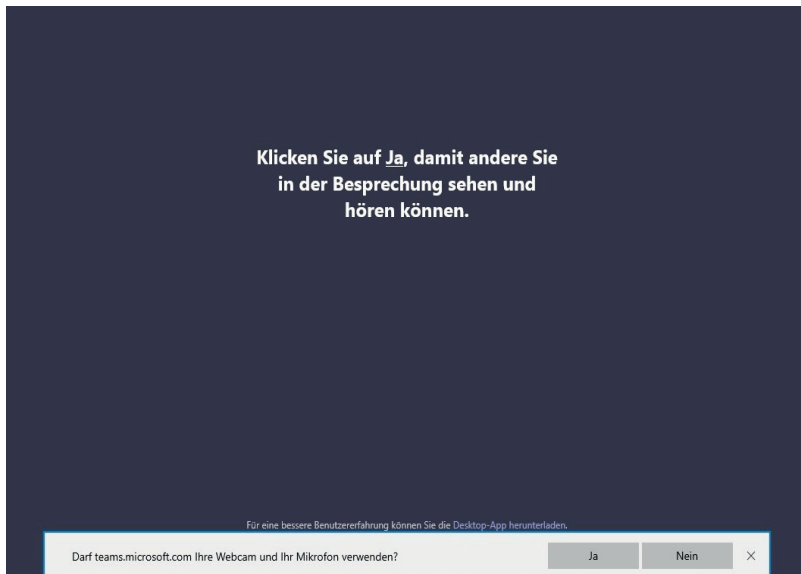 Klicken Sie auf Ja, damit andere Sie
in der Besprechung sehen und
hören können.
Für eine bessere Benutzererfahrung können Sie die Desktop-App herunterladen.
Darf teams.microsoft.com Ihre Webcam und Ihr Mikrofon verwenden? Ja Nein